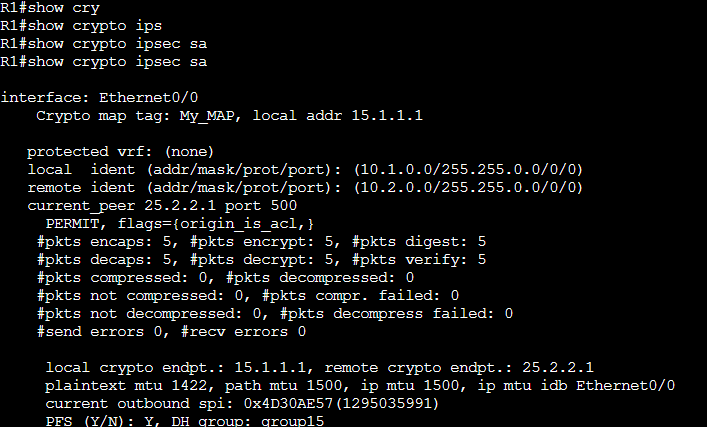 R1#show cry
R1#show crypto ips
R1#show crypto ipsec sa
R1#show crypto ipsec sa
interface: Ethernet0/0
Crypto map tag: My_MAP, local addr 15.1.1.1
protected vrf: (none)
local  ident (addr/mask/prot/port): (10.1.0.0/255.255.0.0/0/0)
remote ident (addr/mask/prot/port): (10.2.0.0/255.255.0.0/0/0)
current_peer 25.2.2.1 port 500
PERMIT, flags={origin_is_acl,}
#pkts encaps: 5, #pkts encrypt: 5, #pkts digest: 5
#pkts decaps: 5, #pkts decrypt: 5, #pkts verify: 5
#pkts compressed: 0, #pkts decompressed: 0
#pkts not compressed: 0, #pkts compr. failed: 0
#pkts not decompressed: 0, #pkts decompress failed: 0
#send errors 0, #recv errors 0
local crypto endpt.: 15.1.1.1, remote crypto endpt.: 25.2.2.1
plaintext mtu 1422, path mtu 1500, ip mtu 1500, ip mtu idb Ethernet0/0
current outbound spi: 0x4D30AE57(1295035991)
PFS (Y/N): Y, DH group: group15